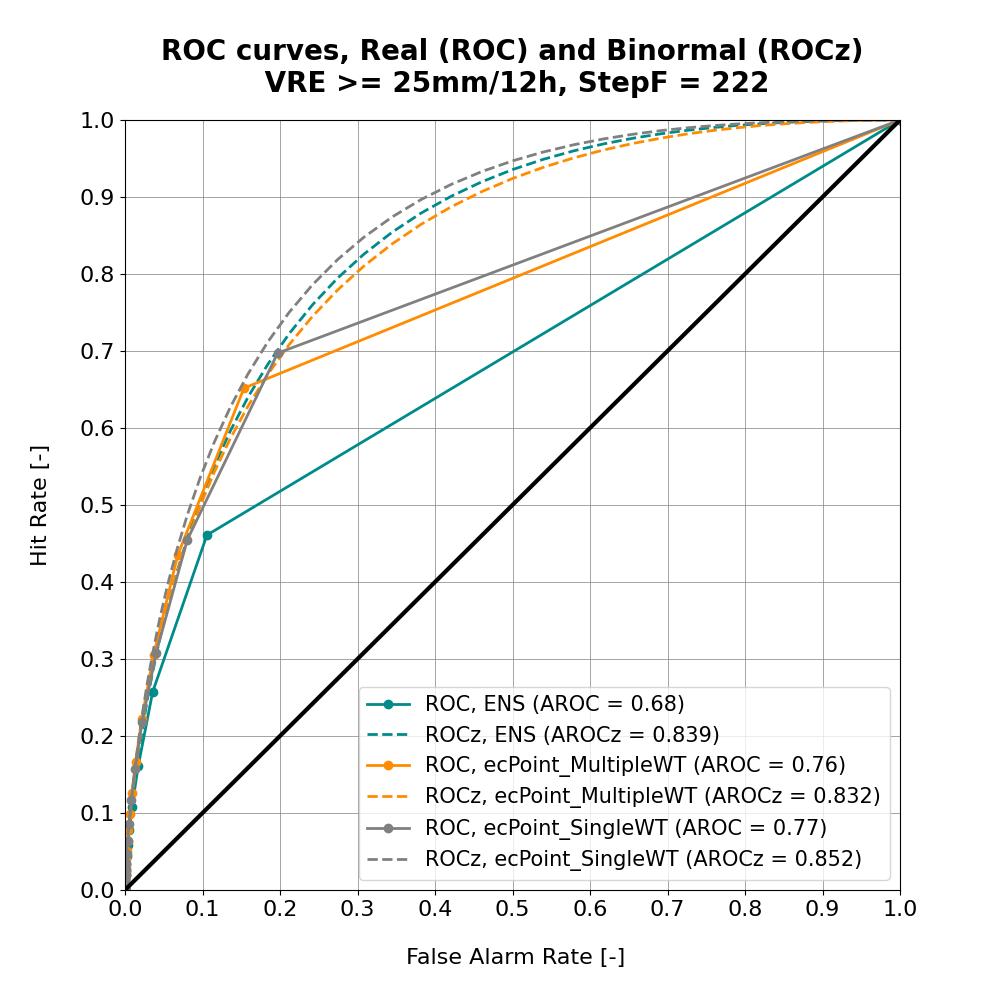 ROC curves, Real (ROC) and Binormal (ROCz)
VRE >= 25mm/12h, StepF = 222
1.0
0.9
0.8
0.7
0.6
0.5
0.4
0.3
0.2
0.1
0.0
Hit Rate [-]
ROC, ENS (AROC = 0.68)
ROCz, ENS (AROCz = 0.839)
ROC, ecPoint_MultipleWT (AROC = 0.76)
ROCz, ecPoint_MultipleWT (AROCz = 0.832)
ROC, ecPoint_SingleWT (AROC = 0.77)
ROCz, ecPoint_SingleWT (AROCz = 0.852)
0.0 0.1 0.2 0.3 0.4 0.5 0.6 0.7 0.8 0.9 1.0
False Alarm Rate [-]